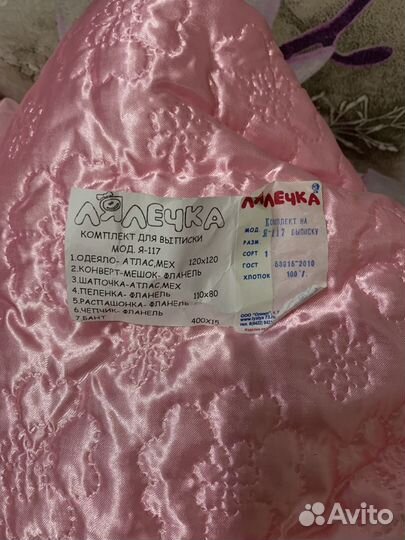 ЛЯЛЕЧКА
КОМПЛЕКТ ДЛЯ ВЫПИСКИ
МОД. Я-117
1.ОДЕЯЛО- АТЛАС,МЕХ 120х120
2.КОНВЕРТ-МЕШОК- ФЛАНЕЛЬ
3.ШАПОЧКА-АТЛАС,МЕХ
4.ПЕЛЕНКА- ФЛАНЕЛЬ 110х80
5.РАСПАШОНКА- ФЛАНЕЛЬ
6.ЧЕПЧИК- ФЛАНЕЛЬ
7.БАНТ 400Х15
ЛЯЛЕЧКА
Комплект на
МОД. Я-117 выписку
РАЗМ.
СОРТ 1
ГОСТ
ХЛОПОК 100 %
Avito